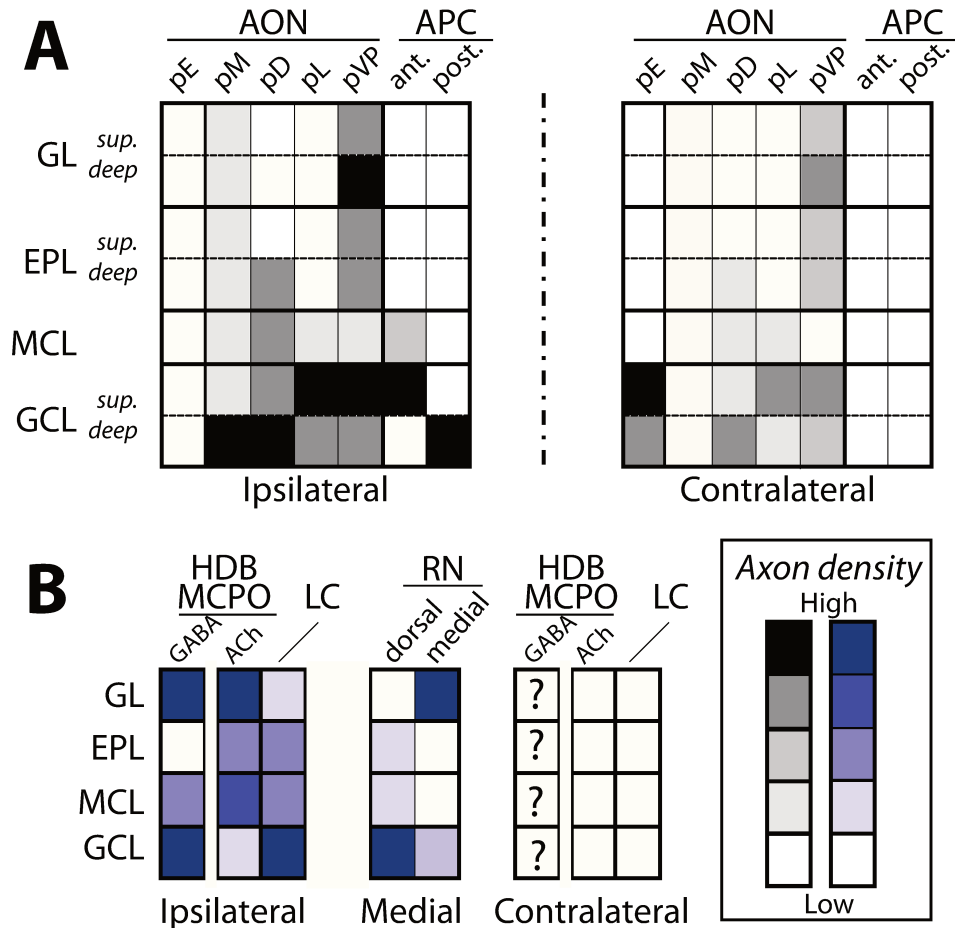 A
AON APC AON APC
pE pM pD pL pVP ant. post. pE pM pD pL pVP ant. post.
GL sup.
deep
EPL sup.
deep
MCL
GCL sup.
deep
Ipsilateral Contralateral
B
HDB RN HDB
MCPO LC MCPO LC
GABA ACh dorsal medial GABA ACh
GL ?
EPL ?
MCL ?
GCL ?
Ipsilateral Medial Contralateral
Axon density
High
Low